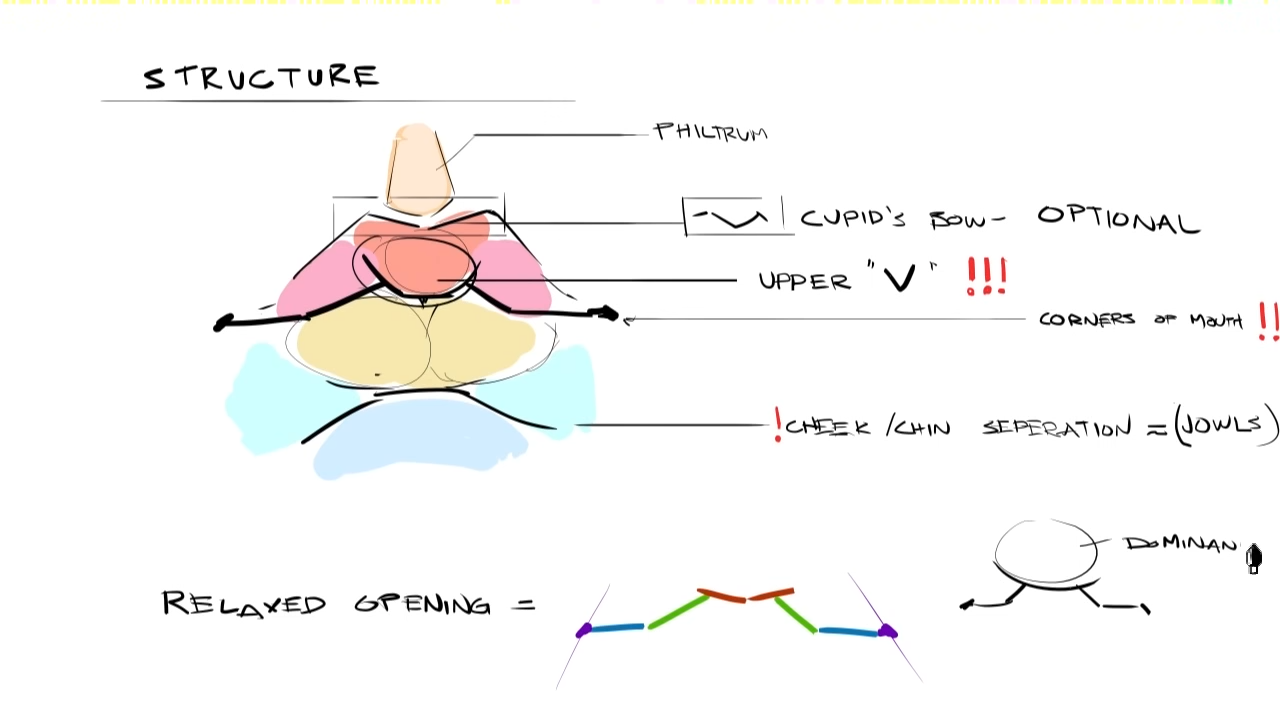 STRUCTURE
PHILTRUM
CUPID'S BOW- OPTIONAL
UPPER "V" !!!
CORNERS OF MOUTH !!
! CHEEK /CHIN SEPERATION ≈ (JOWLS)
DOMINAN
RELAXED OPENING =